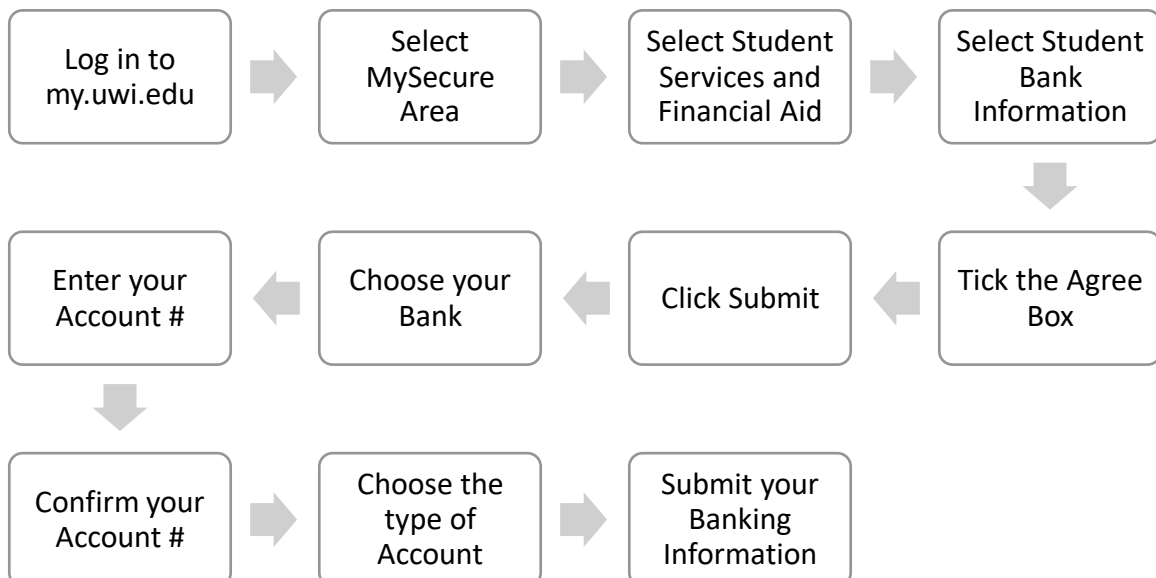 Log in to
my.uwi.edu
Select
MySecure
Area
Select Student
Services and
Financial Aid
Select Student
Bank
Information
Tick the Agree
Box
Click Submit
Choose your
Bank
Enter your
Account #
Confirm your
Account #
Choose the
type of
Account
Submit your
Banking
Information